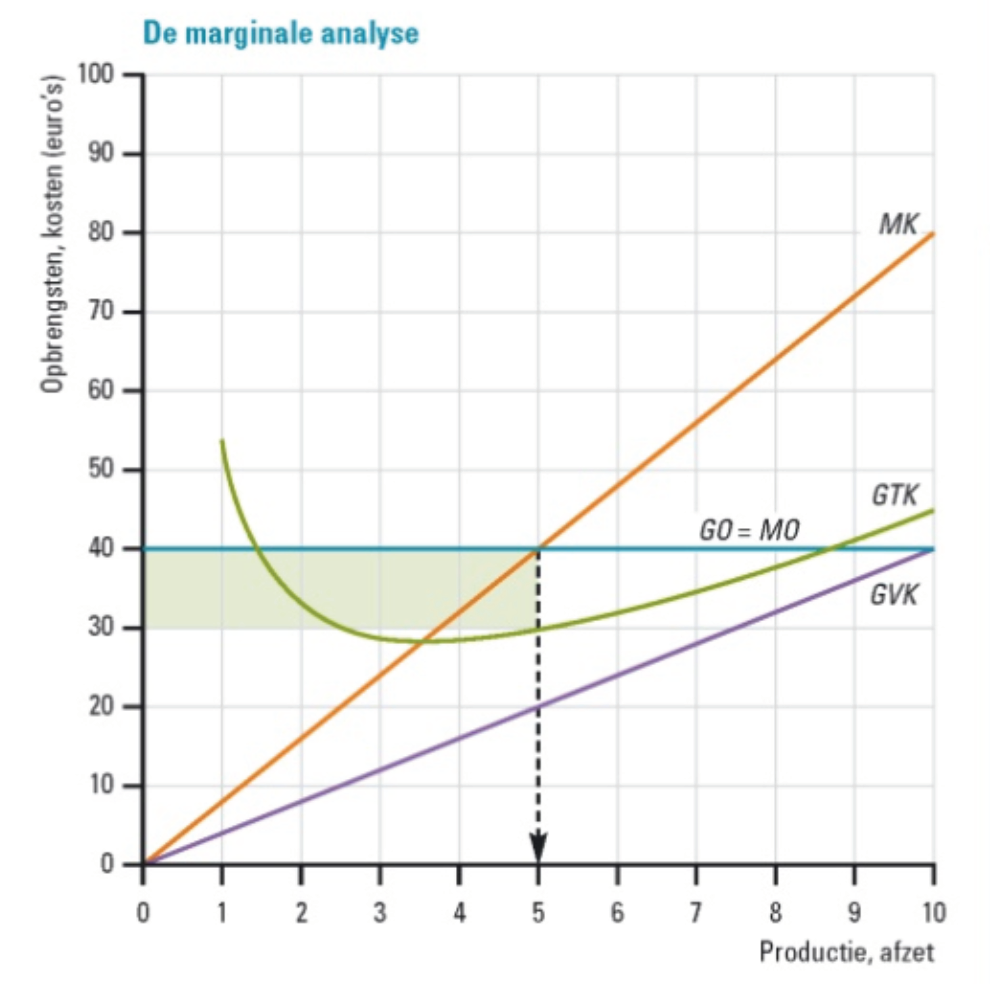 De marginale analyse
Opbrengsten, kosten (euro's)
100
90
80
70
60
50
40
30
20
10
0
MK
GTK
GO = MO
GVK
0 1 2 3 4 5 6 7 8 9 10
Productie, afzet